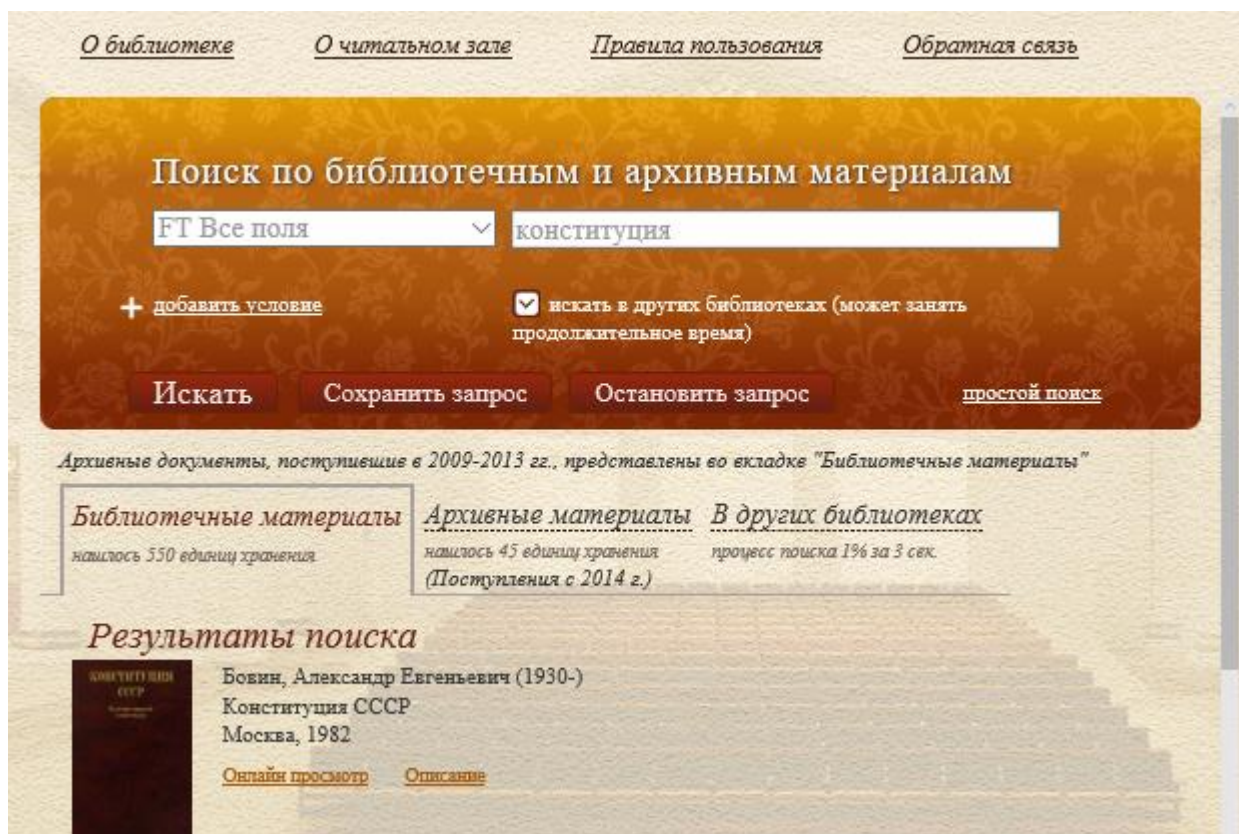 О библиотеке О читальном зале Правила пользования Обратная связь
Поиск по библиотечным и архивным материалам
FT Все поля конституция
добавить условие искать в других библиотеках (может занять
продолжительное время)
Искать Сохранить запрос Остановить запрос простой поиск
Архивные документы, поступившие в 2009-2013 гг., представлены во вкладке "Библиотечные материалы"
Библиотечные материалы Архивные материалы В других библиотеках
нашлось 550 единиц хранения нашлось 45 единиц хранения процесс поиска 1% за 3 сек.
(Поступления с 2014 г.)
Результаты поиска
КОНСТИТУЦИЯ
СССР
Бовин, Александр Евгеньевич (1930-)
Конституция СССР
Москва, 1982
Онлайн просмотр Описание